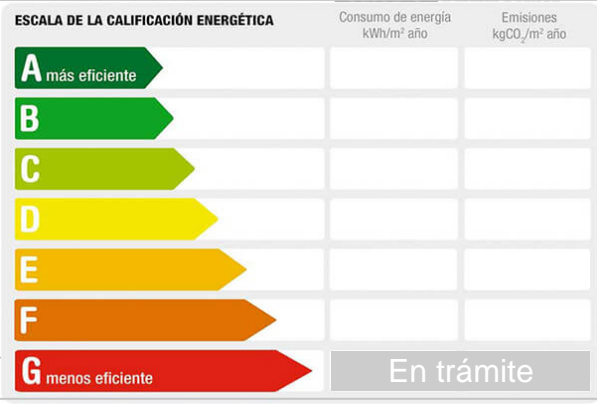 ESCALA DE LA CALIFICACIÓN ENERGÉTICA
Consumo de energía
kWh/m² año
Emisiones
kgCO₂/m² año
A más eficiente
B
C
D
E
F
G menos eficiente
En trámite